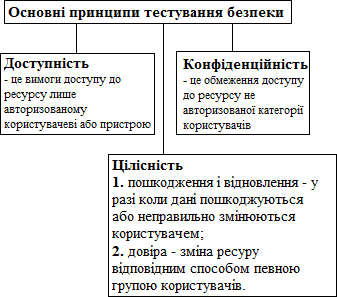 Основні принципи тестування безпеки
Доступність
- це вимоги доступу до
ресурсу лише
авторизованому
користувачеві або пристрою
Конфіденційність
- це обмеження доступу
до ресурсу не
авторизованої категорії
користувачів
Цілісність
1. пошкодження і відновлення - у
разі коли дані пошкоджуються
або неправильно змінюються
користувачем;
2. довіра - зміна ресуру
відповідним способом певною
групою користувачів.